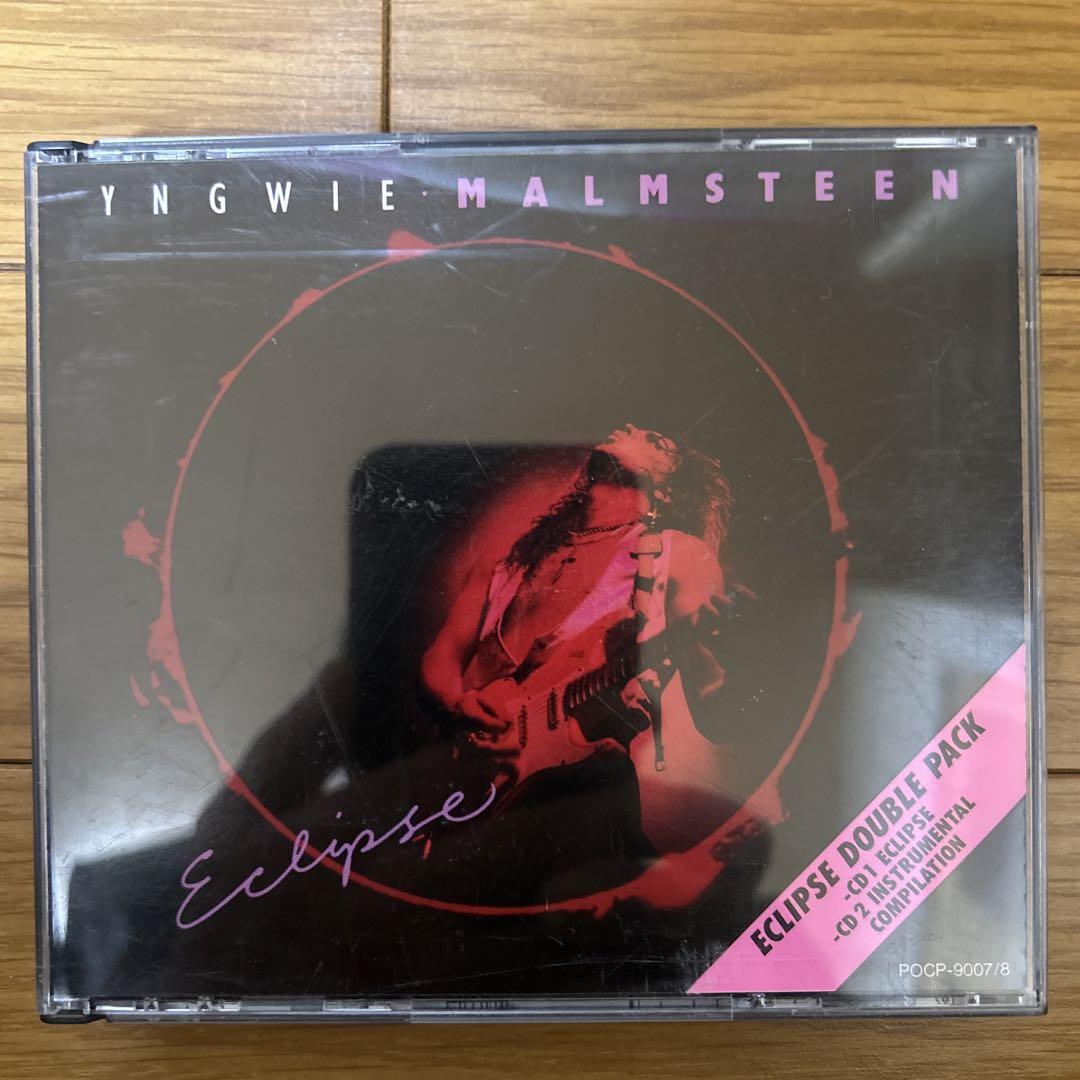 YNGWIE·MALMSTEEN
Eclipse
ECLIPSE DOUBLE PACK
-CD1 ECLIPSE
-CD2 INSTRUMENTAL
COMPILATION
POCP-9007/8